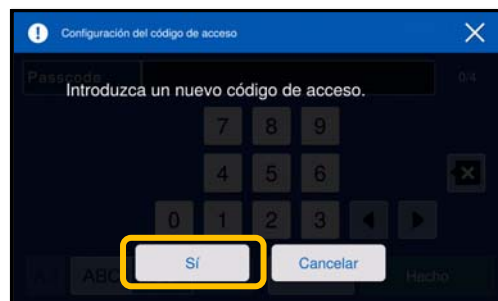 Configuración del código de acceso
Passcode
0/4
Introduzca un nuevo código de acceso.
7 8 9
4 5 6
0 1 2 3
Sí
Cancelar
ABC
Hecho